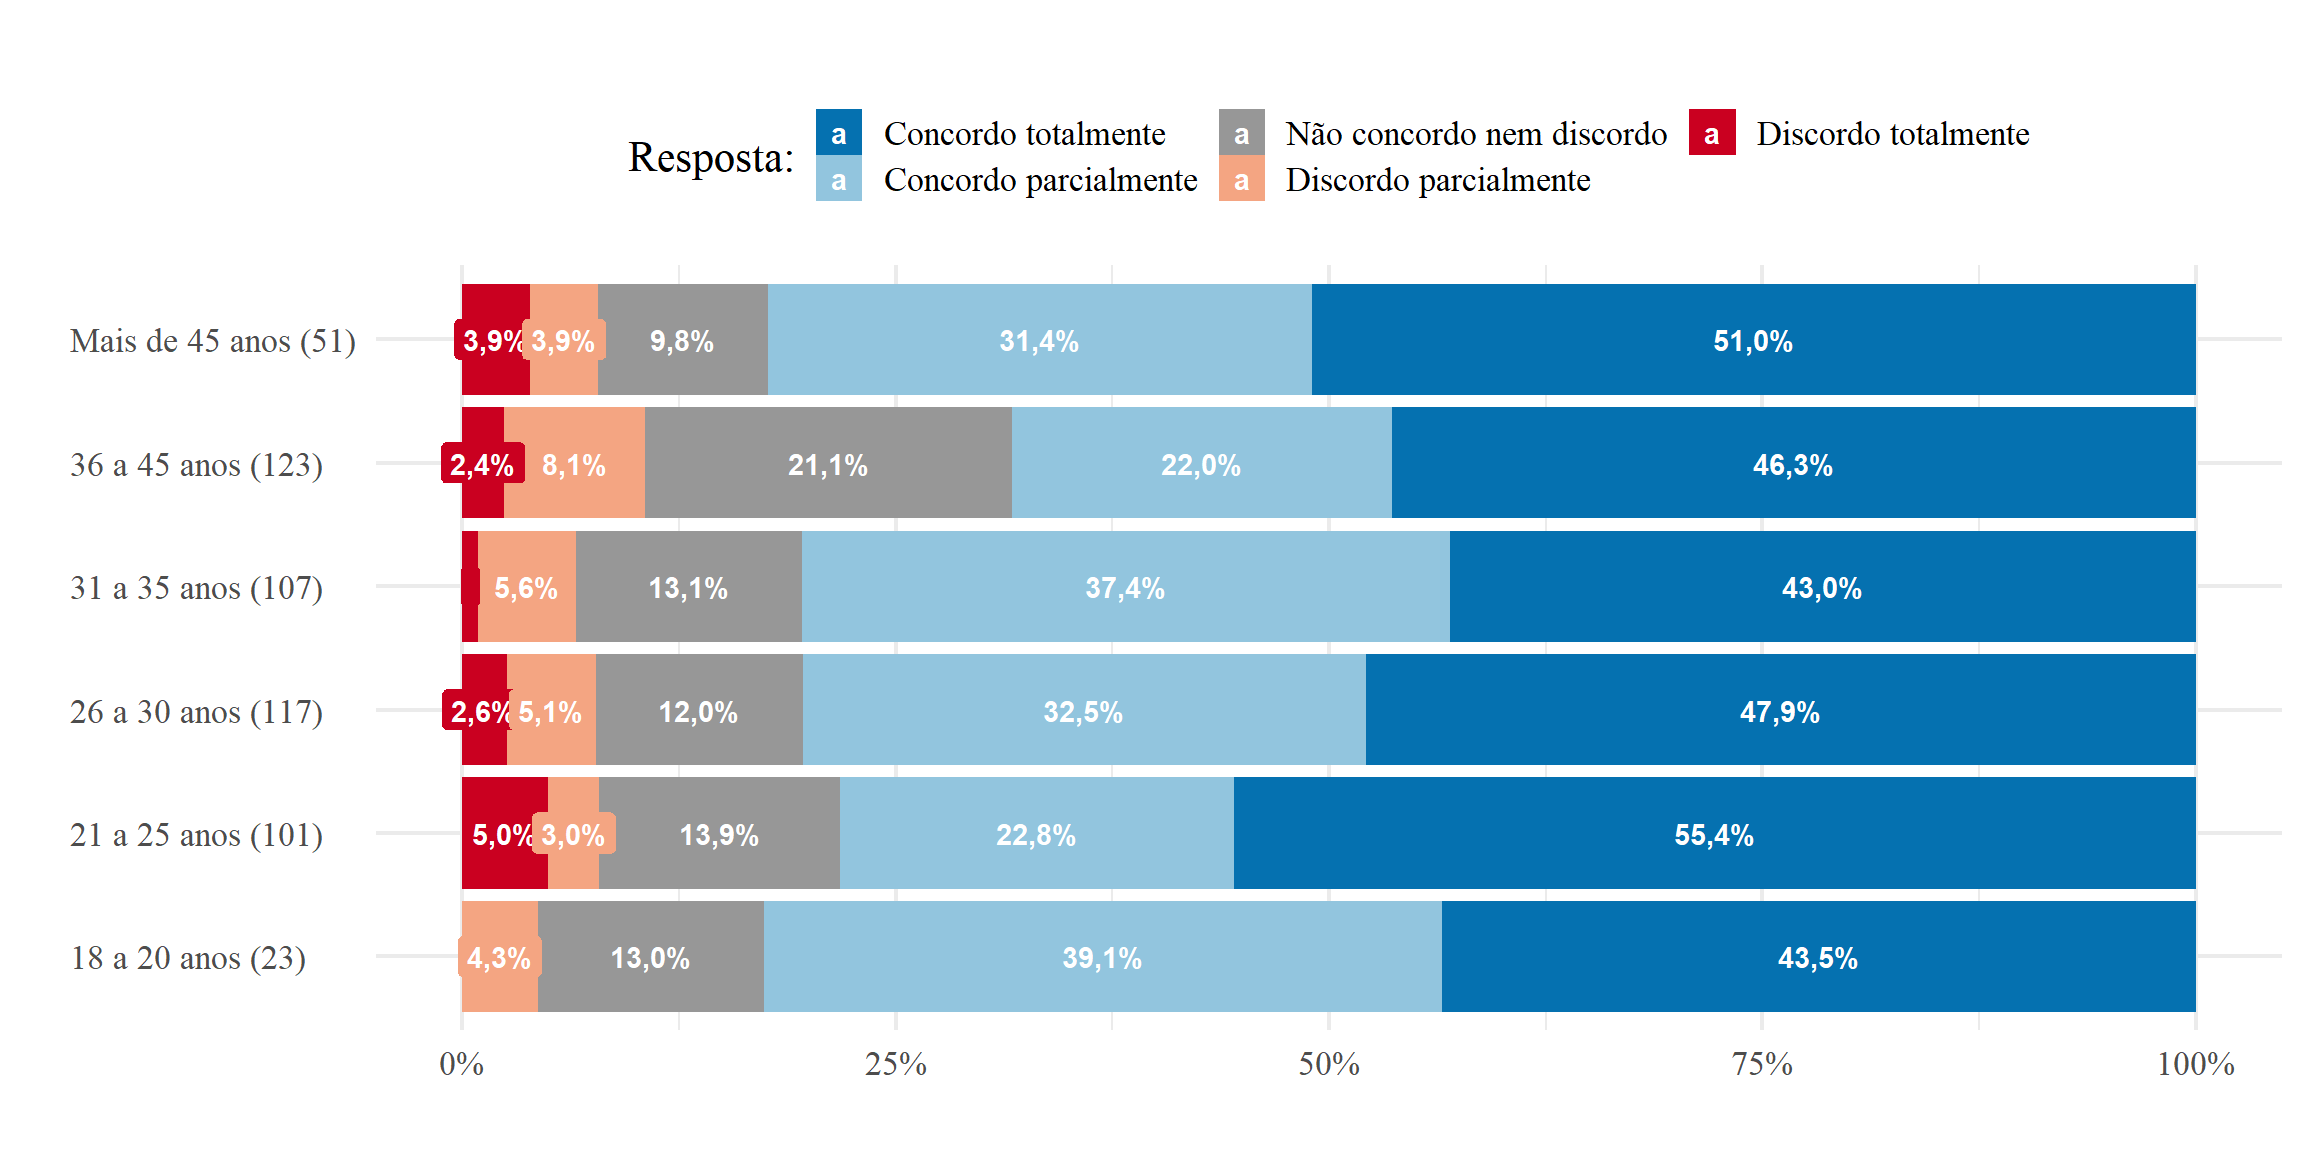 Resposta:
a Concordo totalmente a Não concordo nem discordo a Discordo totalmente
a Concordo parcialmente a Discordo parcialmente
Mais de 45 anos (51) 3,9% 3,9% 9,8% 31,4% 51,0%
36 a 45 anos (123) 2,4% 8,1% 21,1% 22,0% 46,3%
31 a 35 anos (107) 5,6% 13,1% 37,4% 43,0%
26 a 30 anos (117) 2,6% 5,1% 12,0% 32,5% 47,9%
21 a 25 anos (101) 5,0% 3,0% 13,9% 22,8% 55,4%
18 a 20 anos (23) 4,3% 13,0% 39,1% 43,5%
0% 25% 50% 75% 100%